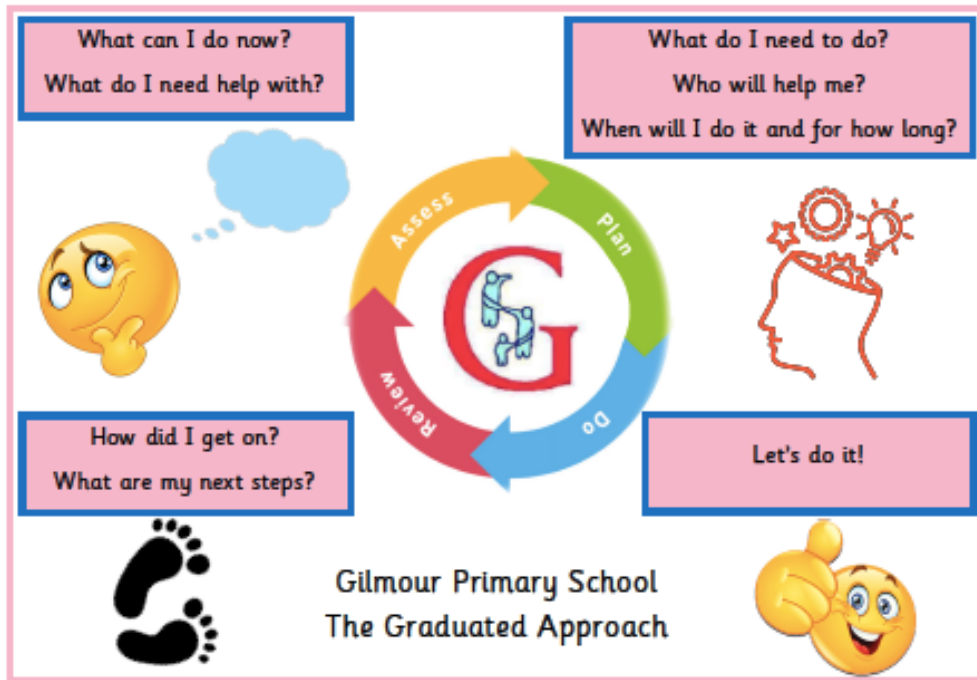 What can I do now?
What do I need help with?
What do I need to do?
Who will help me?
When will I do it and for how long?
Assess
Plan
Do
Review
G
How did I get on?
What are my next steps?
Let's do it!
Gilmour Primary School
The Graduated Approach